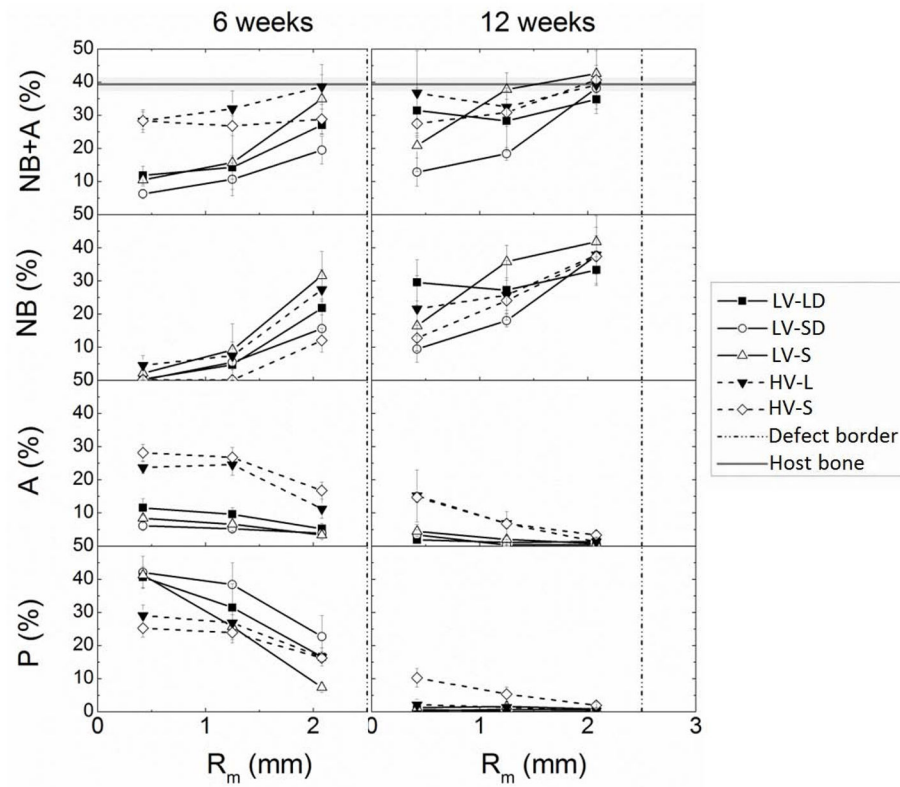 6 weeks 12 weeks
NB+A (%)
50
40
30
20
10
NB (%)
50
40
30
20
10
A (%)
50
40
30
20
10
P (%)
50
40
30
20
10
0
0 1 2 0 1 2 3
R_m (mm) R_m (mm)
LV-LD
LV-SD
LV-S
HV-L
HV-S
Defect border
Host bone